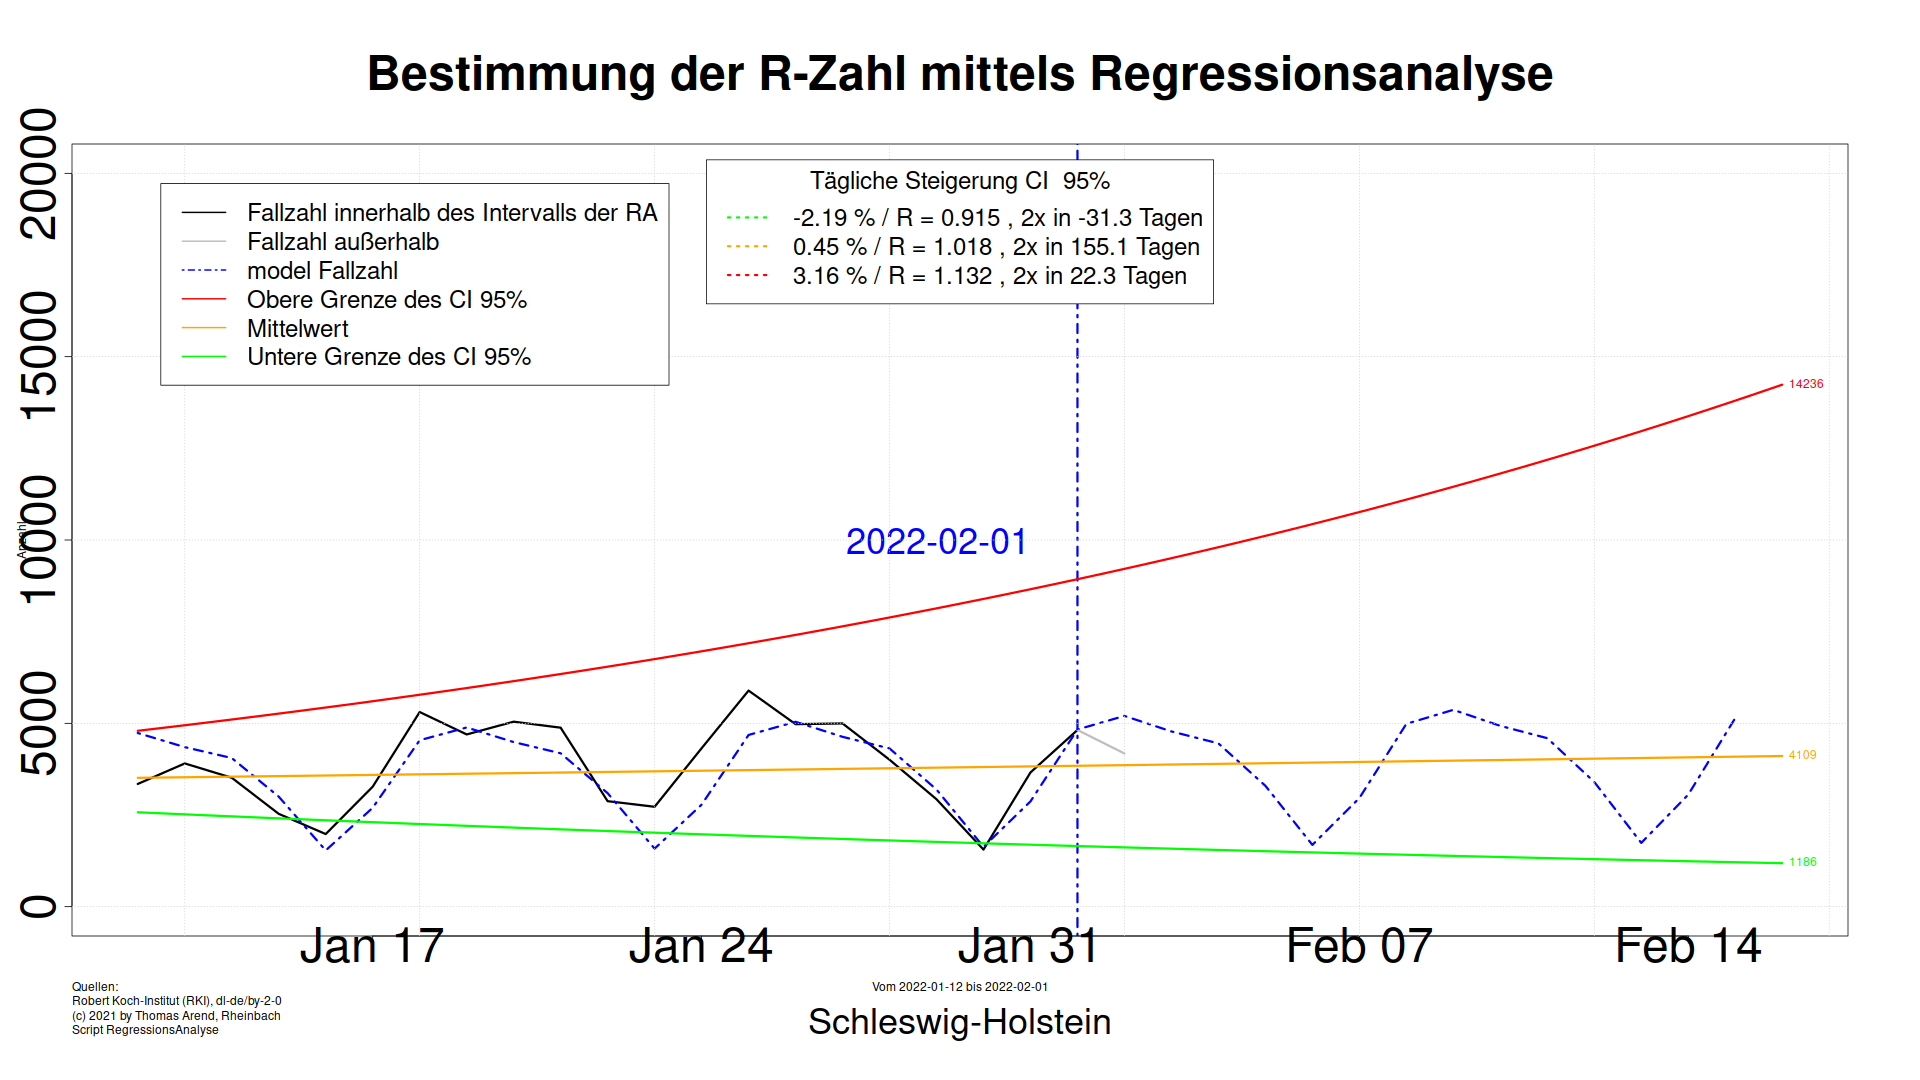 Bestimmung der R-Zahl mittels Regressionsanalyse
Anzahl
20000
15000
10000
5000
0
Fallzahl innerhalb des Intervalls der RA
Fallzahl außerhalb
model Fallzahl
Obere Grenze des CI 95%
Mittelwert
Untere Grenze des CI 95%
Tägliche Steigerung CI 95%
-2.19 % / R = 0.915 , 2x in -31.3 Tagen
0.45 % / R = 1.018 , 2x in 155.1 Tagen
3.16 % / R = 1.132 , 2x in 22.3 Tagen
14236
2022-02-01
4109
1186
Jan 17
Jan 24
Jan 31
Feb 07
Feb 14
Quellen:
Robert Koch-Institut (RKI), dl-de/by-2-0
(c) 2021 by Thomas Arend, Rheinbach
Script RegressionsAnalyse
Vom 2022-01-12 bis 2022-02-01
Schleswig-Holstein